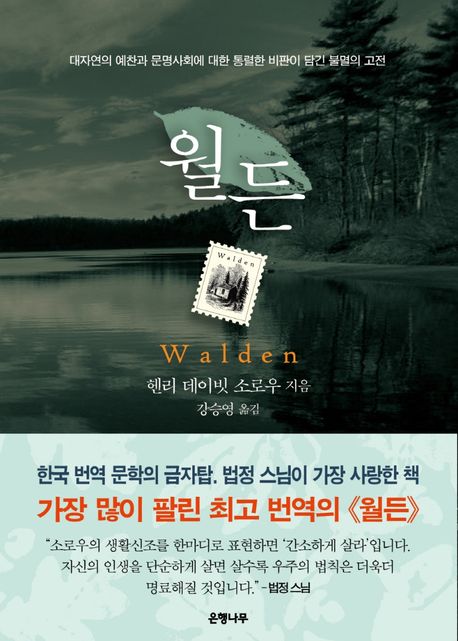 대자연의 예찬과 문명사회에 대한 통렬한 비판이 담긴 불멸의 고전
월든
Walden
Walden
헨리 데이빗 소로우 지음
강승영 옮김
한국 번역 문학의 금자탑. 법정 스님이 가장 사랑한 책
가장 많이 팔린 최고 번역의 《월든》
“소로우의 생활신조를 한마디로 표현하면 ‘간소하게 살라’입니다.
자신의 인생을 단순하게 살면 살수록 우주의 법칙은 더욱더
명료해질 것입니다.” - 법정 스님
은행나무